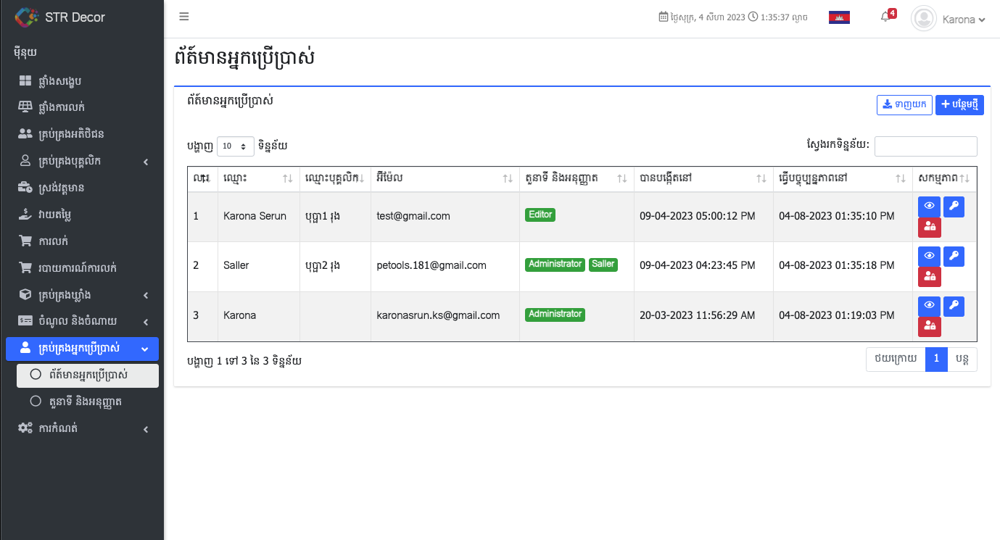 STR Decor
ថ្ងៃសុក្រ, 4 សីហា 2023 1:35:37 ល្ងាច
4
Karona
ម៉ឺនុយ
ផ្ទាំងសង្ខេប
ផ្ទាំងការលក់
គ្រប់គ្រងអតិថិជន
គ្រប់គ្រងបុគ្គលិក
ស្រង់វត្តមាន
វាយតម្លៃ
ការលក់
របាយការណ៍ការលក់
គ្រប់គ្រងឃ្លាំង
ចំណូល និងចំណាយ
គ្រប់គ្រងអ្នកប្រើប្រាស់
ព័ត៌មានអ្នកប្រើប្រាស់
តួនាទី និងអនុញ្ញាត
ការកំណត់
ព័ត៌មានអ្នកប្រើប្រាស់
ព័ត៌មានអ្នកប្រើប្រាស់
ទាញយក បន្ថែមថ្មី
បង្ហាញ 10 ទិន្នន័យ ស្វែងរកទិន្នន័យ:
ល.រ ឈ្មោះ ឈ្មោះបុគ្គលិក អ៊ីម៉ែល តួនាទី និងអនុញ្ញាត បានបង្កើតនៅ ធ្វើបច្ចុប្បន្នភាពនៅ សកម្មភាព
1 Karona Serun បុប្ផា1 រុង test@gmail.com Editor 09-04-2023 05:00:12 PM 04-08-2023 01:35:10 PM
2 Saller បុប្ផា2 រុង petools.181@gmail.com Administrator Saller 09-04-2023 04:23:45 PM 04-08-2023 01:35:18 PM
3 Karona karonasrun.ks@gmail.com Administrator 20-03-2023 11:56:29 AM 04-08-2023 01:19:03 PM
បង្ហាញ 1 ទៅ 3 នៃ 3 ទិន្នន័យ
ថយក្រោយ 1 បន្ត